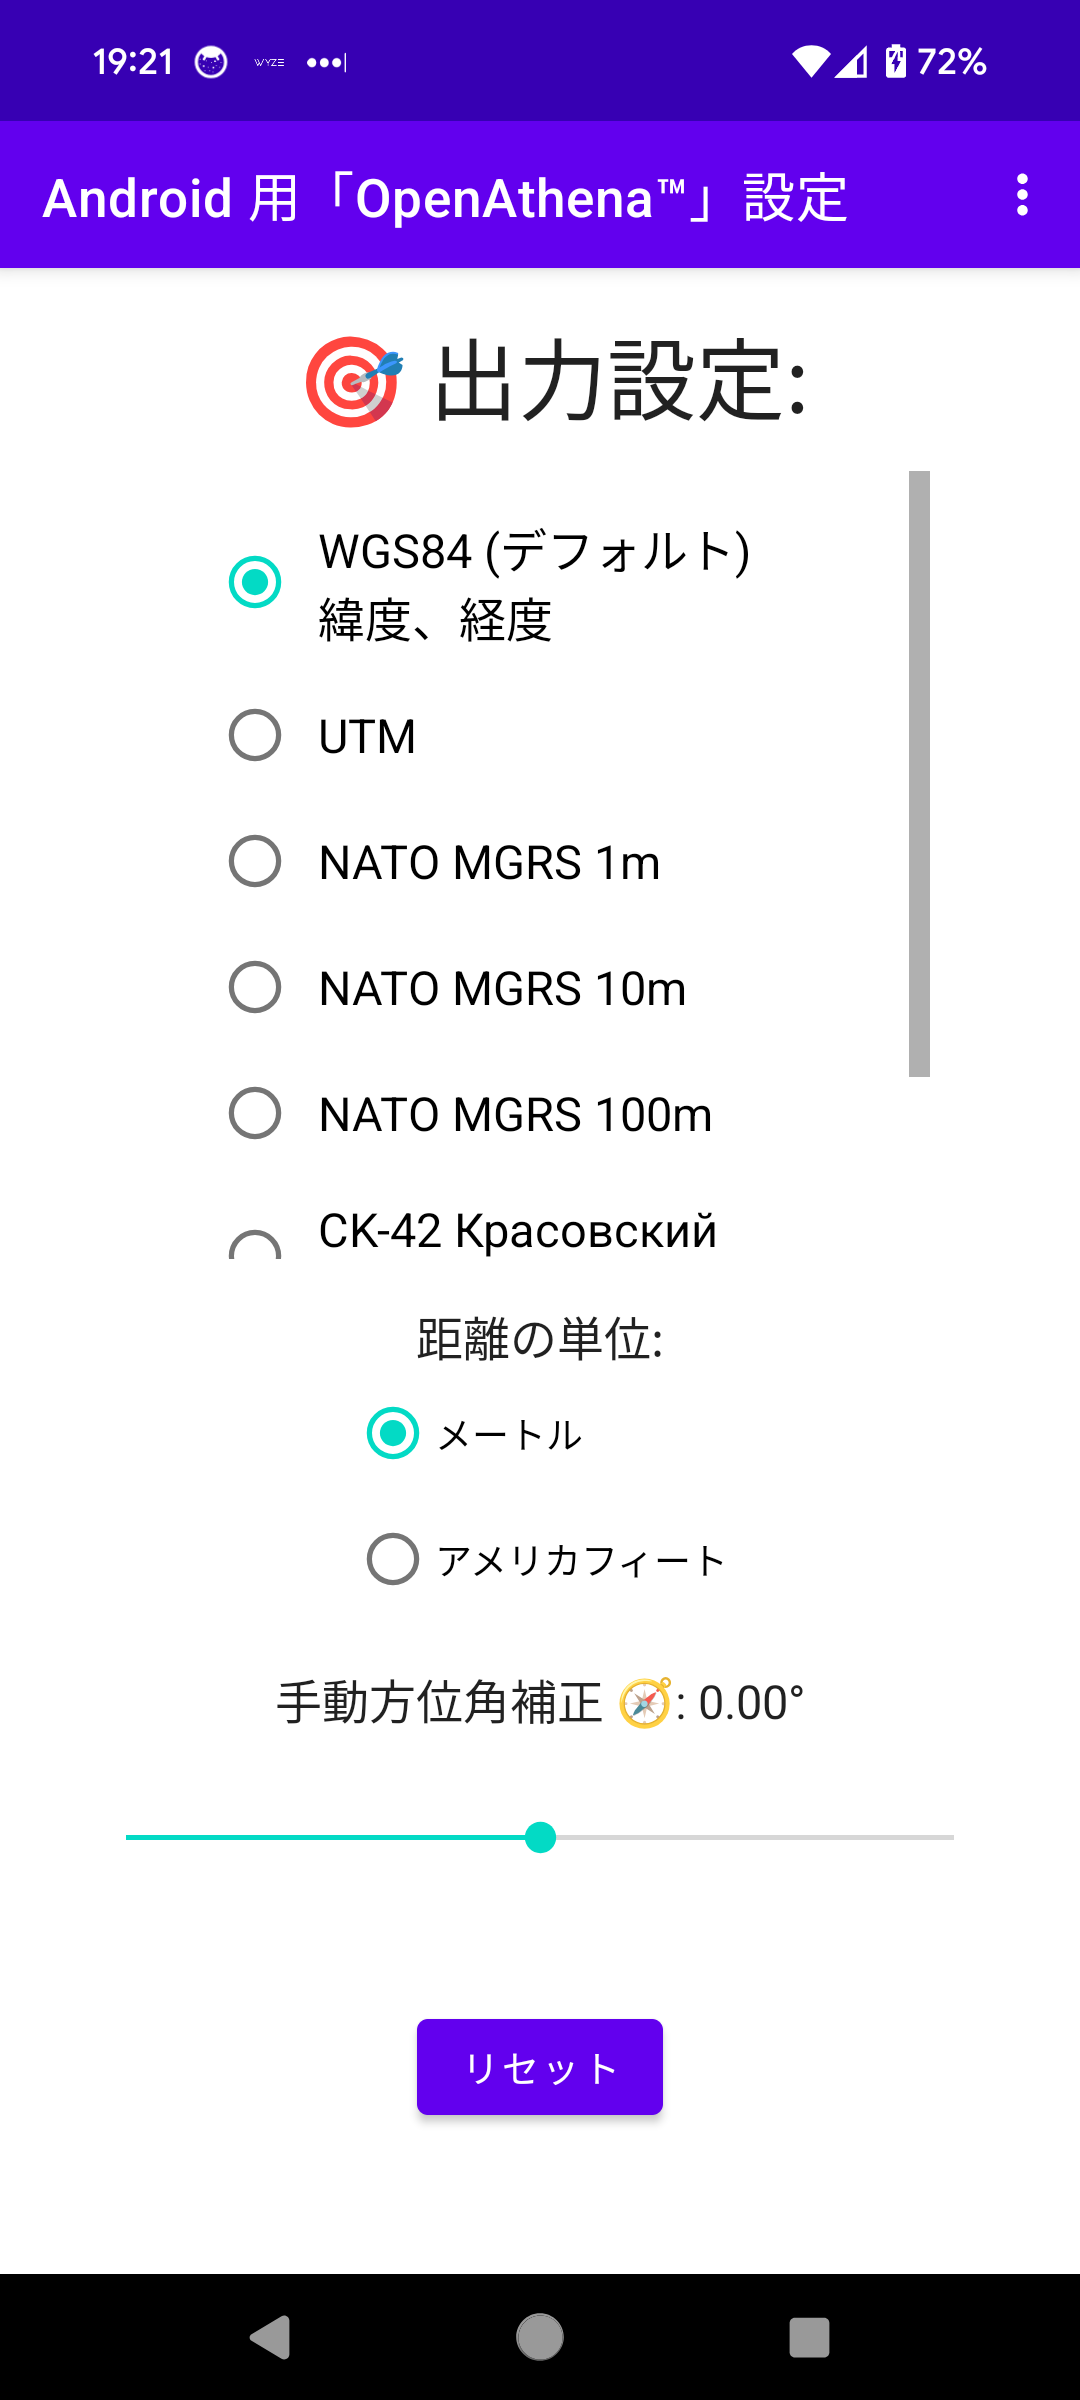 19:21 WYZE 72%
Android 用「OpenAthena™」設定
🎯 出力設定:
WGS84 (デフォルト)
緯度、経度
UTM
NATO MGRS 1m
NATO MGRS 10m
NATO MGRS 100m
СК-42 Красовский
距離の単位:
メートル
アメリカフィート
手動方位角補正 🧭: 0.00°
リセット